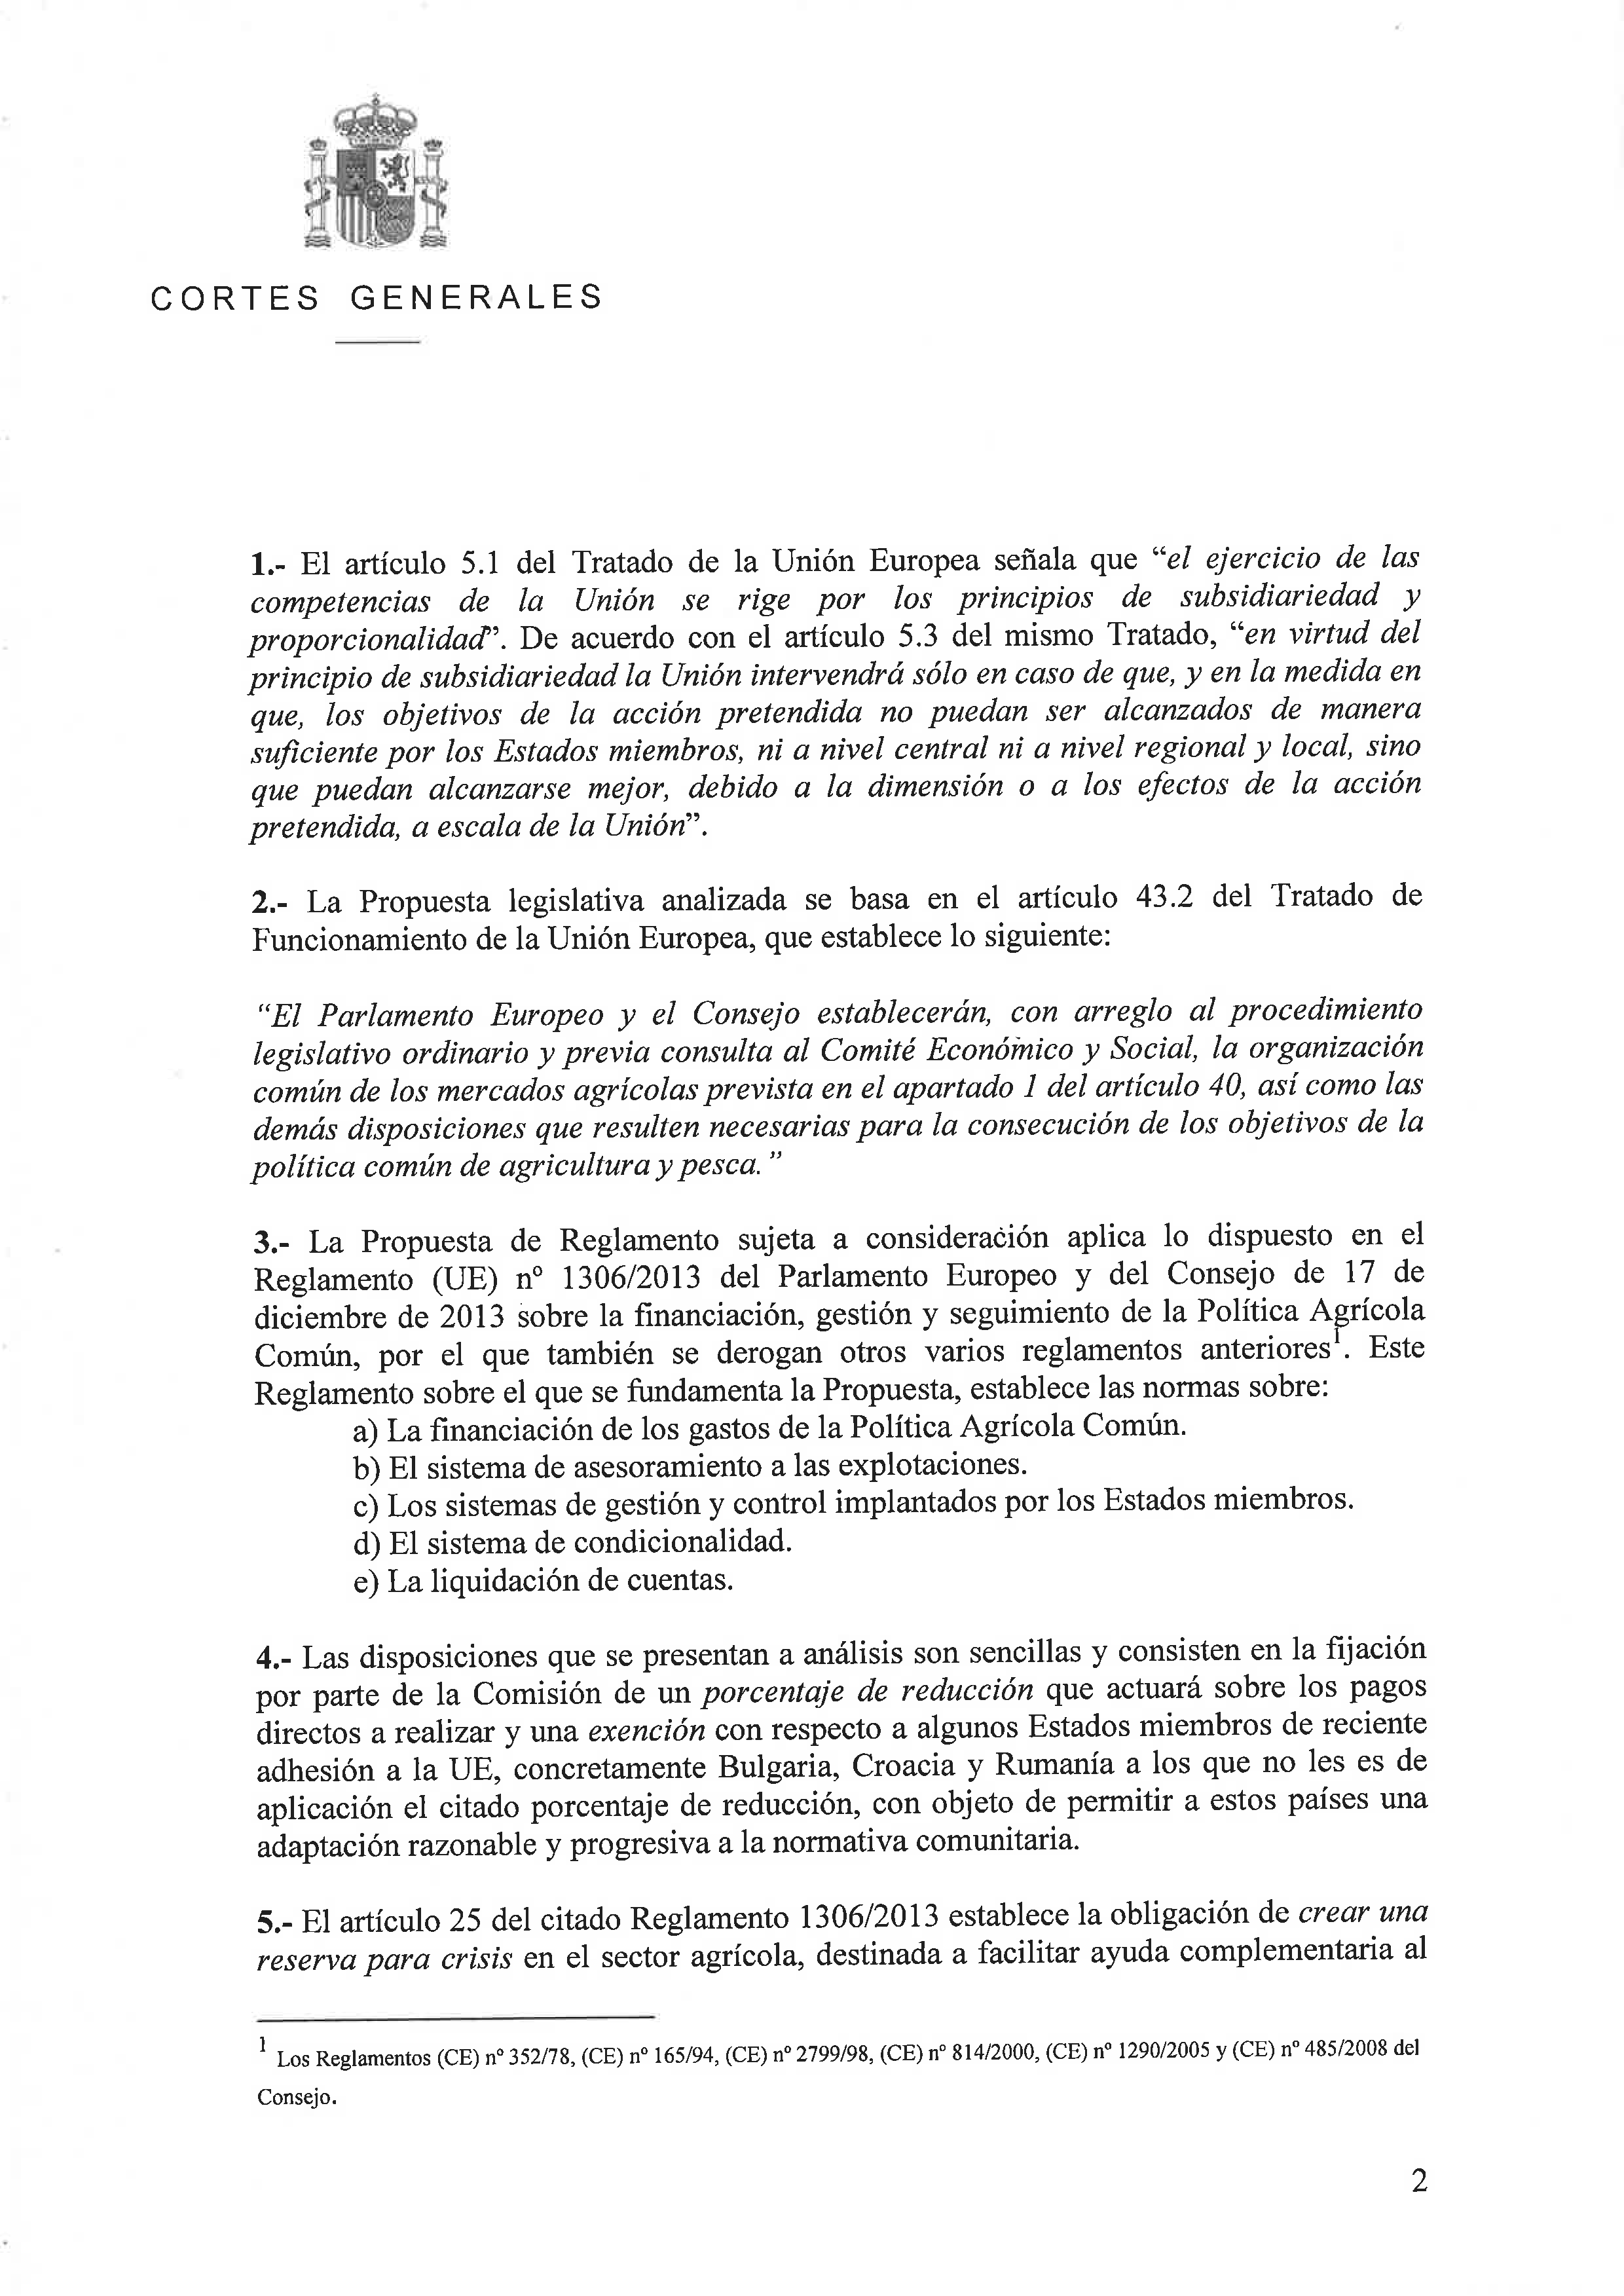 CORTES GENERALES
1.- El artículo 5.1 del Tratado de la Unión Europea señala que “el ejercicio de las
competencias de la Unión se rige por los principios de subsidiariedad y
proporcionalidad”. De acuerdo con el artículo 5.3 del mismo Tratado, “en virtud del
principio de subsidiariedad la Unión intervendrá sólo en caso de que, y en la medida en
que, los objetivos de la acción pretendida no puedan ser alcanzados de manera
suficiente por los Estados miembros, ni a nivel central ni a nivel regional y local, sino
que puedan alcanzarse mejor, debido a la dimensión o a los efectos de la acción
pretendida, a escala de la Unión”.
2.- La Propuesta legislativa analizada se basa en el artículo 43.2 del Tratado de
Funcionamiento de la Unión Europea, que establece lo siguiente:
“El Parlamento Europeo y el Consejo establecerán, con arreglo al procedimiento
legislativo ordinario y previa consulta al Comité Económico y Social, la organización
común de los mercados agrícolas prevista en el apartado 1 del artículo 40, así como las
demás disposiciones que resulten necesarias para la consecución de los objetivos de la
política común de agricultura y pesca.”
3.- La Propuesta de Reglamento sujeta a consideración aplica lo dispuesto en el
Reglamento (UE) nº 1306/2013 del Parlamento Europeo y del Consejo de 17 de
diciembre de 2013 sobre la financiación, gestión y seguimiento de la Política Agrícola
Común, por el que también se derogan otros varios reglamentos anteriores¹. Este
Reglamento sobre el que se fundamenta la Propuesta, establece las normas sobre:
a) La financiación de los gastos de la Política Agrícola Común.
b) El sistema de asesoramiento a las explotaciones.
c) Los sistemas de gestión y control implantados por los Estados miembros.
d) El sistema de condicionalidad.
e) La liquidación de cuentas.
4.- Las disposiciones que se presentan a análisis son sencillas y consisten en la fijación
por parte de la Comisión de un porcentaje de reducción que actuará sobre los pagos
directos a realizar y una exención con respecto a algunos Estados miembros de reciente
adhesión a la UE, concretamente Bulgaria, Croacia y Rumanía a los que no les es de
aplicación el citado porcentaje de reducción, con objeto de permitir a estos países una
adaptación razonable y progresiva a la normativa comunitaria.
5.- El artículo 25 del citado Reglamento 1306/2013 establece la obligación de crear una
reserva para crisis en el sector agrícola, destinada a facilitar ayuda complementaria al
¹ Los Reglamentos (CE) nº 352/78, (CE) nº 165/94, (CE) nº 2799/98, (CE) nº 814/2000, (CE) nº 1290/2005 y (CE) nº 485/2008 del
Consejo.
2